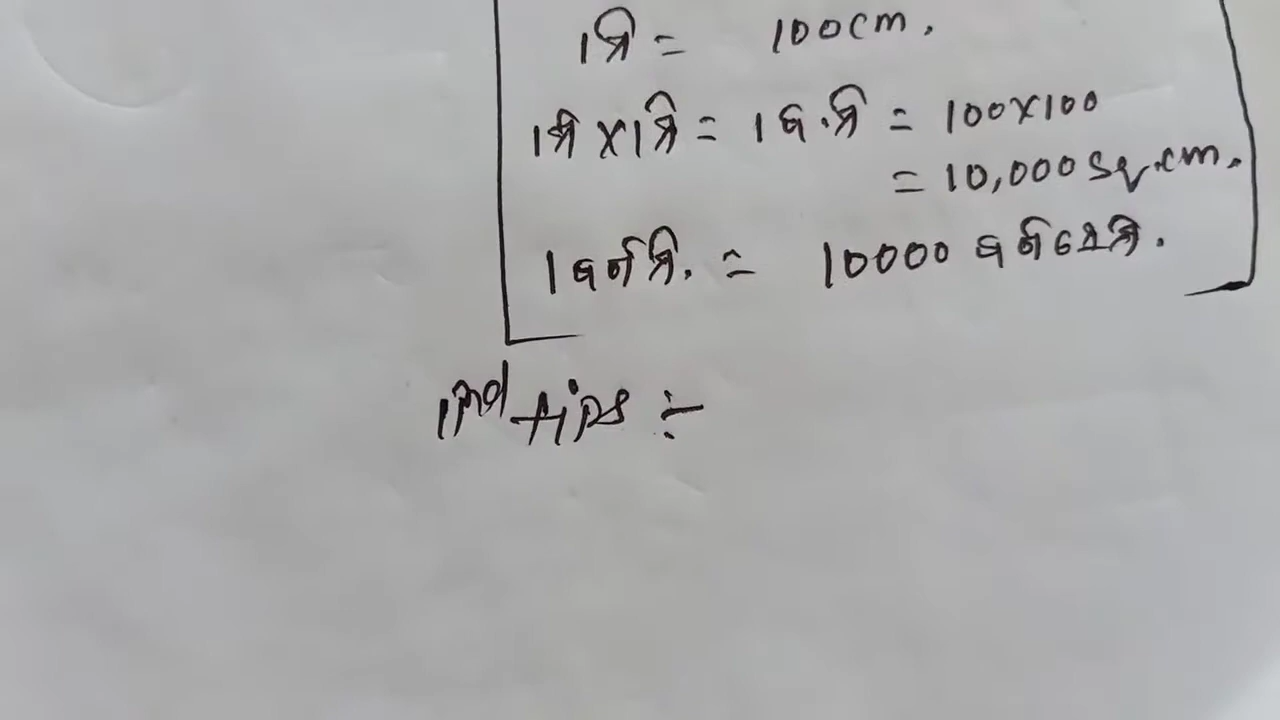 1ମି = 100cm.
1ମି x 1ମି = 1ବ.ମି = 100x100
= 10,000 Sq.cm.
1ବର୍ଗମି. = 10000 ବର୍ଗସେମି.
Imp tips :-